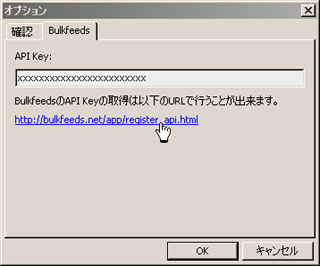 オプション
確認 Bulkfeeds
API Key:
xxxxxxxxxxxxxxxxxxxxxxxx
BulkfeedsのAPI Keyの取得は以下のURLで行うことが出来ます。
http://bulkfeeds.net/app/register_api.html
OK キャンセル